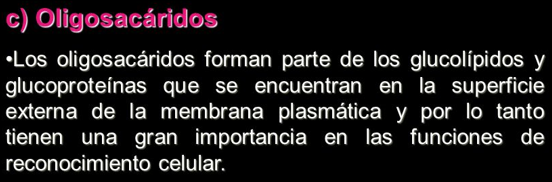 c) Oligosacáridos
•Los oligosacáridos forman parte de los glucolípidos y
glucoproteínas que se encuentran en la superficie
externa de la membrana plasmática y por lo tanto
tienen una gran importancia en las funciones de
reconocimiento celular.